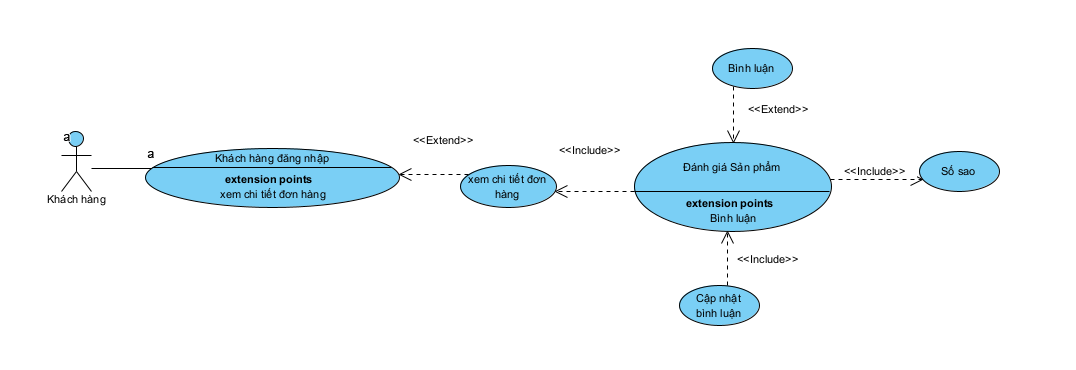 Bình luận
<<Extend>>
a
Khách hàng
a
Khách hàng đăng nhập
extension points
xem chi tiết đơn hàng
<<Extend>>
xem chi tiết đơn
hàng
<<Include>>
Đánh giá Sản phẩm
extension points
Bình luận
<<Include>>
Số sao
<<Include>>
Cập nhật
bình luận